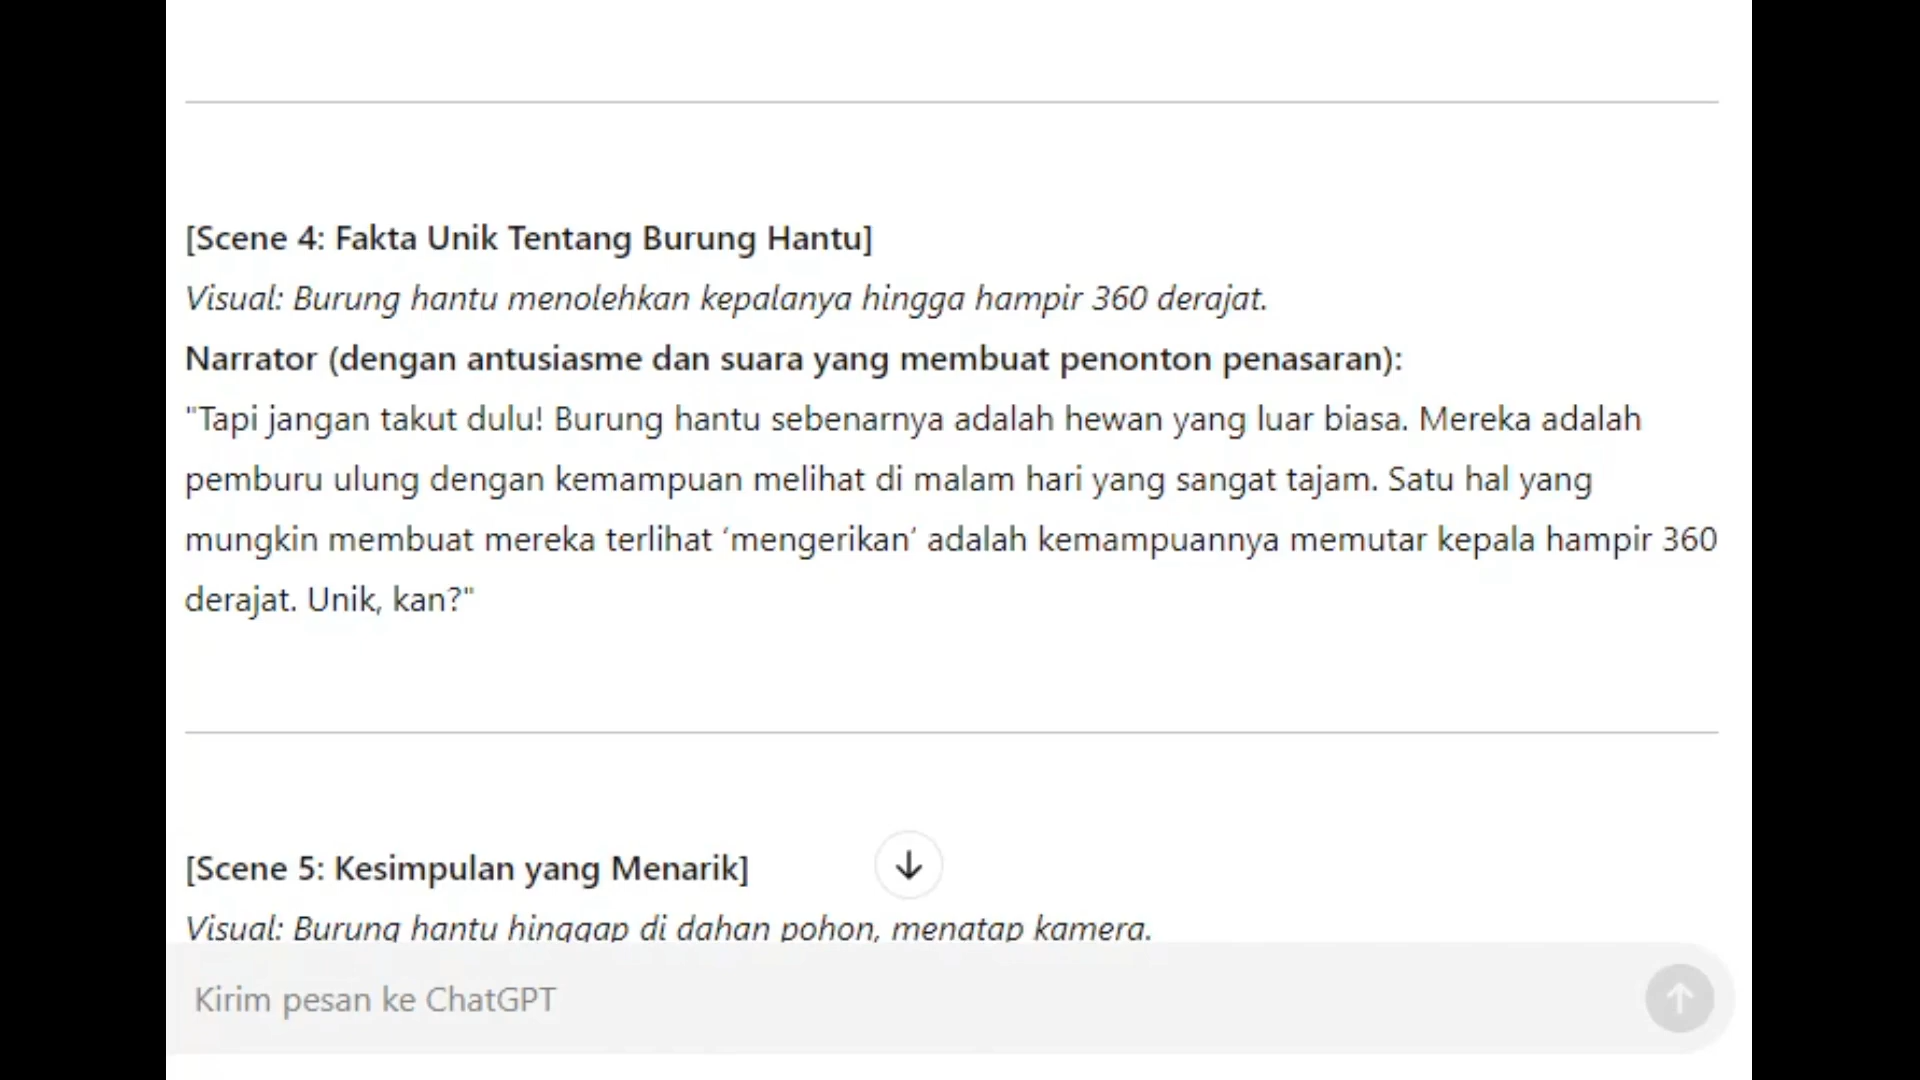 [Scene 4: Fakta Unik Tentang Burung Hantu]
Visual: Burung hantu menolehkan kepalanya hingga hampir 360 derajat.
Narrator (dengan antusiasme dan suara yang membuat penonton penasaran):
"Tapi jangan takut dulu! Burung hantu sebenarnya adalah hewan yang luar biasa. Mereka adalah
pemburu ulung dengan kemampuan melihat di malam hari yang sangat tajam. Satu hal yang
mungkin membuat mereka terlihat ‘mengerikan’ adalah kemampuannya memutar kepala hampir 360
derajat. Unik, kan?"
[Scene 5: Kesimpulan yang Menarik]
Visual: Burung hantu hinggap di dahan pohon, menatap kamera.
Kirim pesan ke ChatGPT